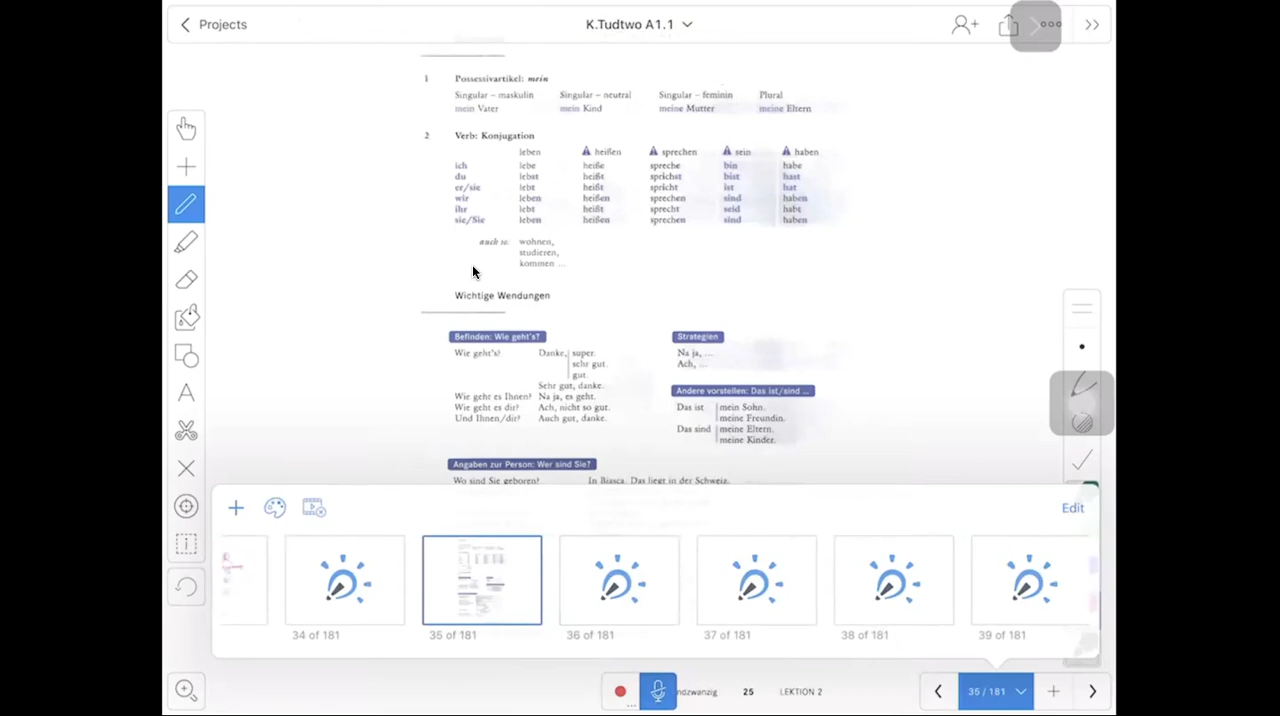 Projects
K.Tudtwo A1.1
1 Possessivartikel: mein
Singular – maskulin Singular – neutral Singular – feminin Plural
mein Vater mein Kind meine Mutter meine Eltern
2 Verb: Konjugation
leben heißen sprechen sein haben
ich lebe heiße spreche bin habe
du lebst heißt sprichst bist hast
er/sie lebt heißt spricht ist hat
wir leben heißen sprechen sind haben
ihr lebt heißt sprecht seid habt
sie/Sie leben heißen sprechen sind haben
auch so: wohnen,
studieren,
kommen ...
Wichtige Wendungen
Befinden: Wie geht's?
Wie geht's? Danke, super.
sehr gut.
gut.
Sehr gut, danke.
Wie geht es Ihnen? Na ja, es geht.
Wie geht es dir? Ach, nicht so gut.
Und Ihnen/dir? Auch gut, danke.
Strategien
Na ja, ...
Ach, ...
Andere vorstellen: Das ist/sind ...
Das ist mein Sohn.
meine Freundin.
Das sind meine Eltern.
meine Kinder.
Angaben zur Person: Wer sind Sie?
Wo sind Sie geboren? In Biasca. Das liegt in der Schweiz.
Edit
34 of 181 35 of 181 36 of 181 37 of 181 38 of 181 39 of 181
ndzwanzig 25 LEKTION 2
35 / 181